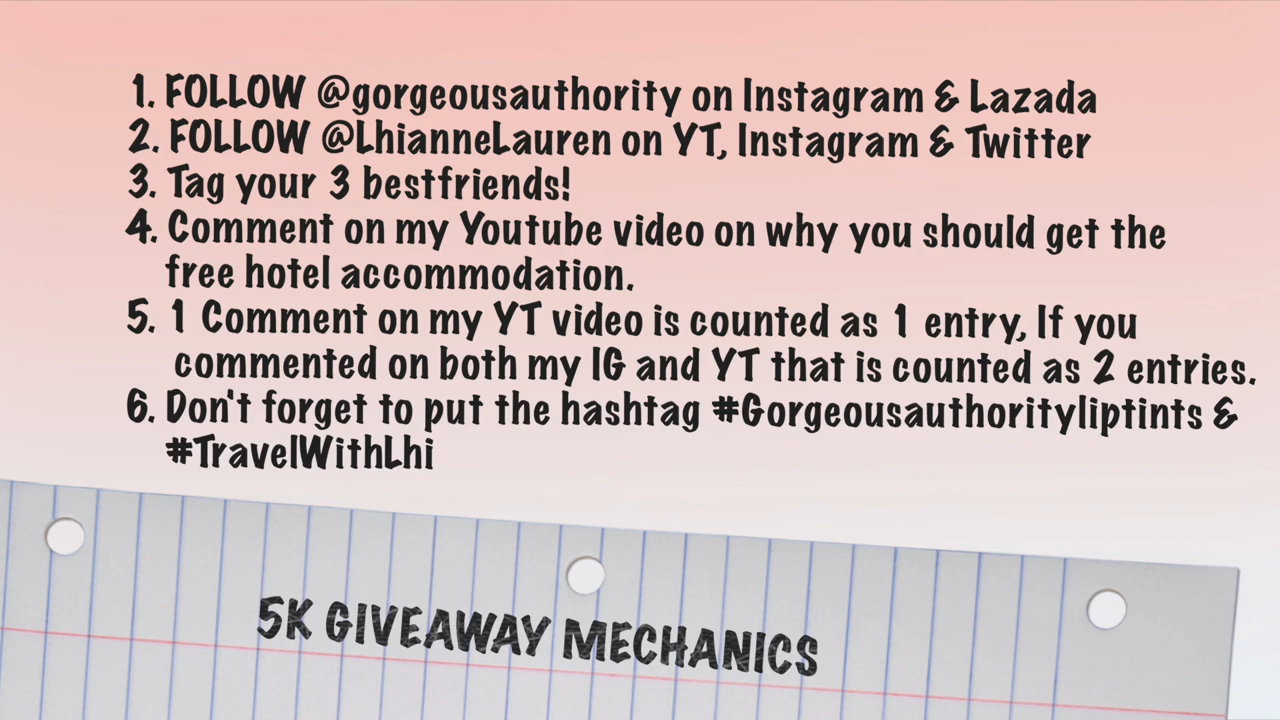 1. FOLLOW @gorgeousauthority on Instagram & Lazada
2. FOLLOW @LhianneLauren on YT, Instagram & Twitter
3. Tag your 3 bestfriends!
4. Comment on my Youtube video on why you should get the
free hotel accommodation.
5. 1 Comment on my YT video is counted as 1 entry, If you
commented on both my IG and YT that is counted as 2 entries.
6. Don't forget to put the hashtag #Gorgeousauthorityliptints &
#TravelWithLhi
5K GIVEAWAY MECHANICS